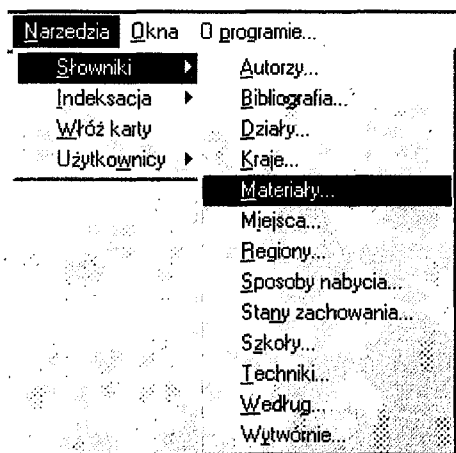 Narzedzia Okna O programie...
Słowniki
Indeksacja
Włóż karty
Użytkownicy
Autorzy...
Bibliografia...
Działy...
Kraje...
Materiały...
Miejsca...
Regiony...
Sposoby nabycia...
Stany zachowania...
Szkoły...
Techniki...
Według...
Wytwórnie...